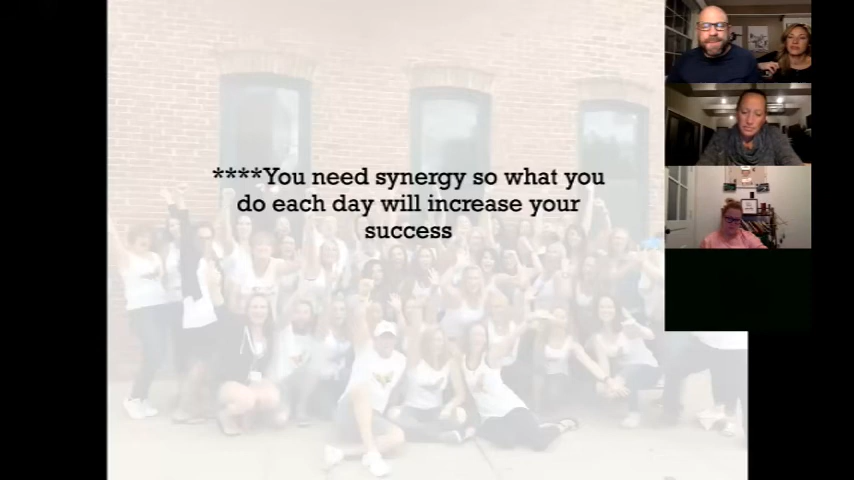 ****You need synergy so what you
do each day will increase your
success